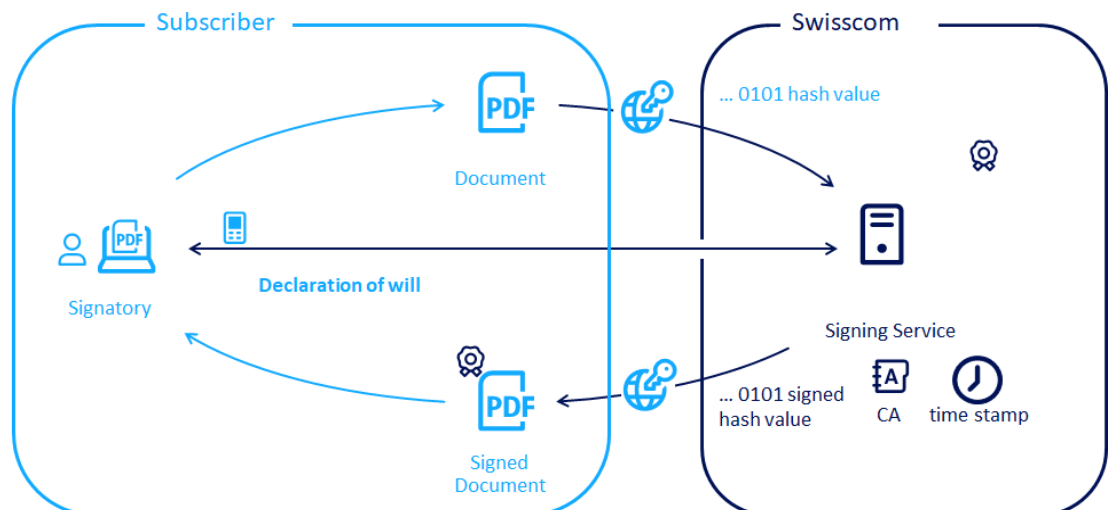 Subscriber
Swisscom
PDF
... 0101 hash value
Document
PDF
Declaration of will
Signatory
Signing Service
PDF
... 0101 signed
hash value
A
CA
time stamp
Signed
Document